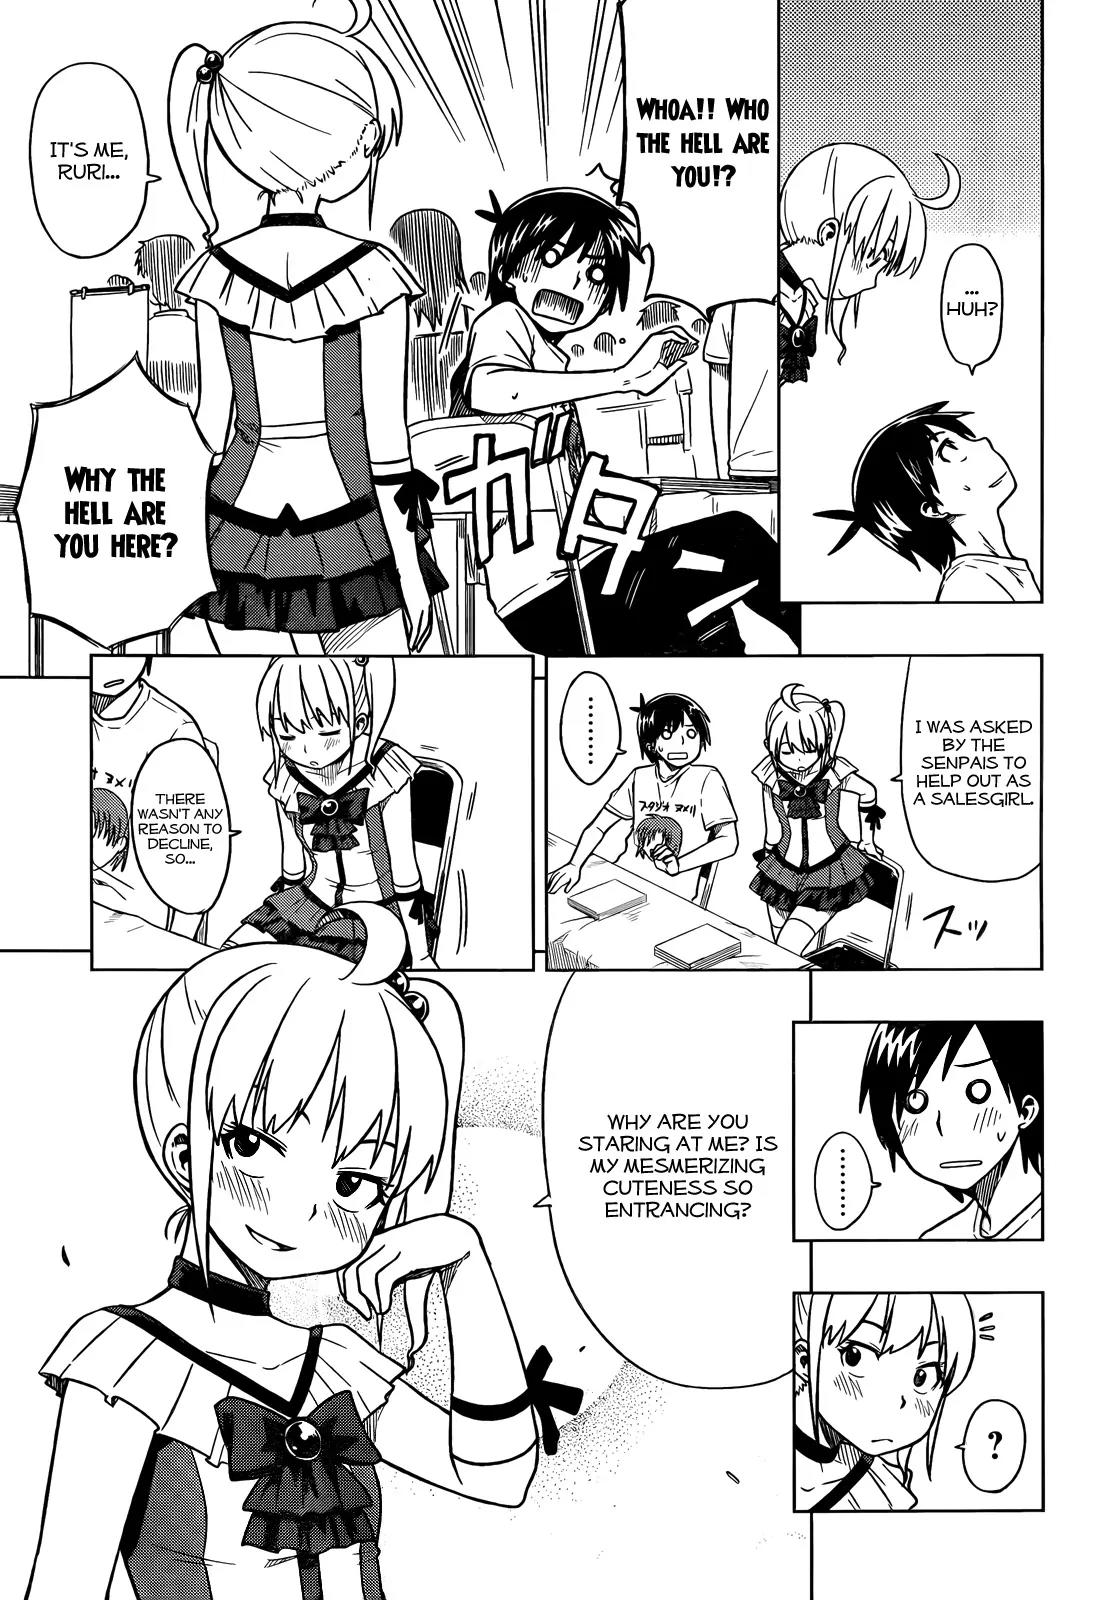 ...
HUH?
WHOA!! WHO
THE HELL ARE
YOU!?
IT'S ME,
RURI...
WHY THE
HELL ARE
YOU HERE?
ガター
I WAS ASKED
BY THE
SENPAIS TO
HELP OUT AS
A SALESGIRL.
.........
スッ
THERE
WASN'T ANY
REASON TO
DECLINE,
SO...
.........
?
WHY ARE YOU
STARING AT ME? IS
MY MESMERIZING
CUTENESS SO
ENTRANCING?